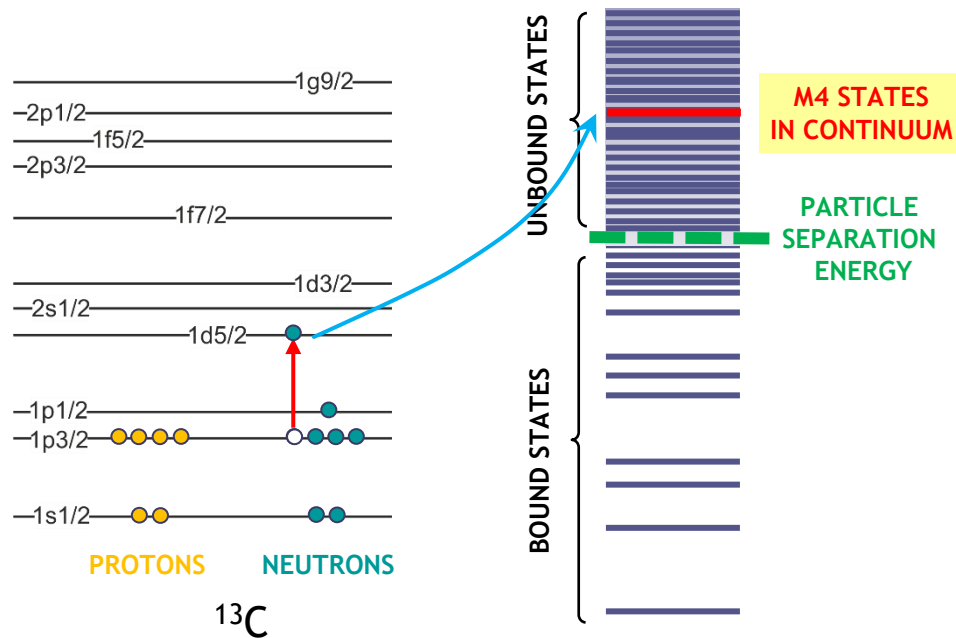 1g9/2
2p1/2
1f5/2
2p3/2
1f7/2
1d3/2
2s1/2
1d5/2
1p1/2
1p3/2
1s1/2
PROTONS
NEUTRONS
¹³C
UNBOUND STATES
BOUND STATES
M4 STATES
IN CONTINUUM
PARTICLE
SEPARATION
ENERGY